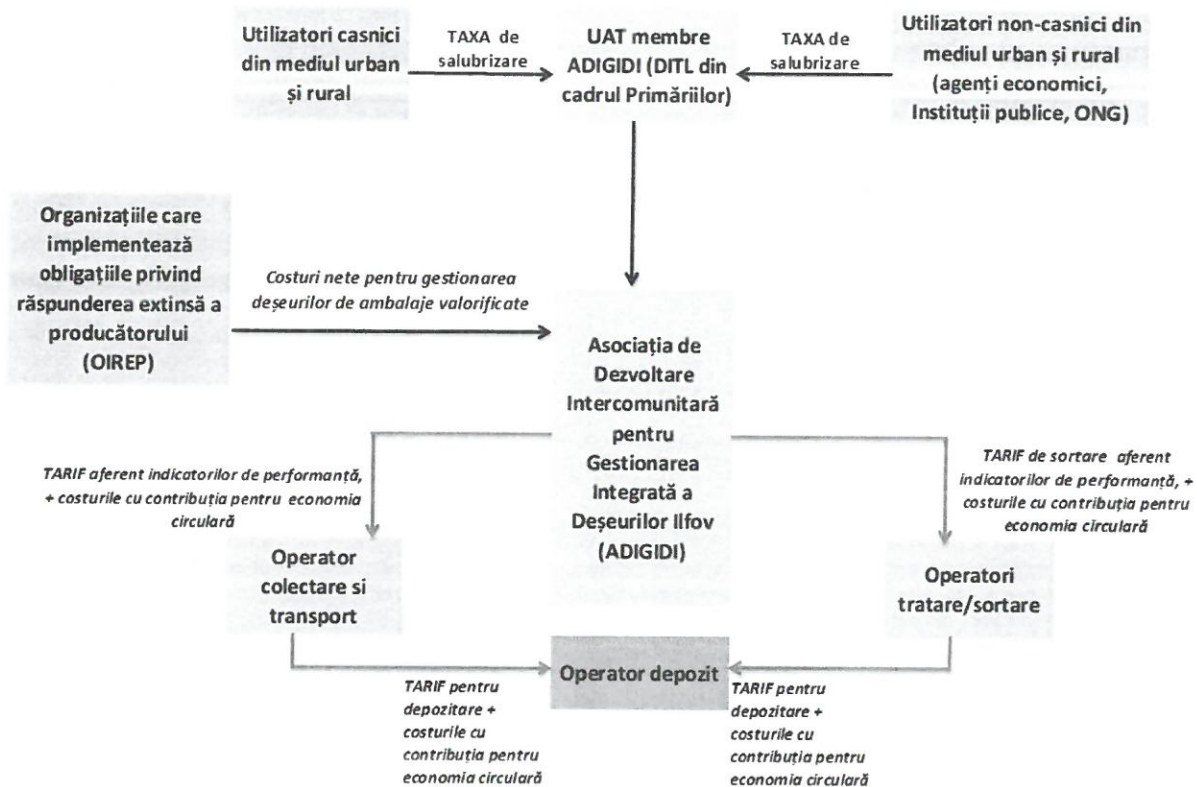 Utilizatori casnici
din mediul urban
și rural
TAXA de
salubrizare
UAT membre
ADIGIDI (DITL din
cadrul Primăriilor)
TAXA de
salubrizare
Utilizatori non-casnici din
mediul urban și rural
(agenți economici,
Instituții publice, ONG)
Organizațiile care
implementează
obligațiile privind
răspunderea extinsă a
producătorului
(OIREP)
Costuri nete pentru gestionarea
deșeurilor de ambalaje valorificate
Asociația de
Dezvoltare
Intercomunitară
pentru
Gestionarea
Integrată a
Deșeurilor Ilfov
(ADIGIDI)
TARIF aferent indicatorilor de performanță,
+ costurile cu contribuția pentru economia
circulară
TARIF de sortare aferent
indicatorilor de performanță, +
costurile cu contribuția pentru
economia circulară
Operator
colectare si
transport
Operatori
tratare/sortare
Operator depozit
TARIF pentru
depozitare +
costurile cu
contribuția pentru
economia circulară
TARIF pentru
depozitare +
costurile cu
contribuția pentru
economia circulară